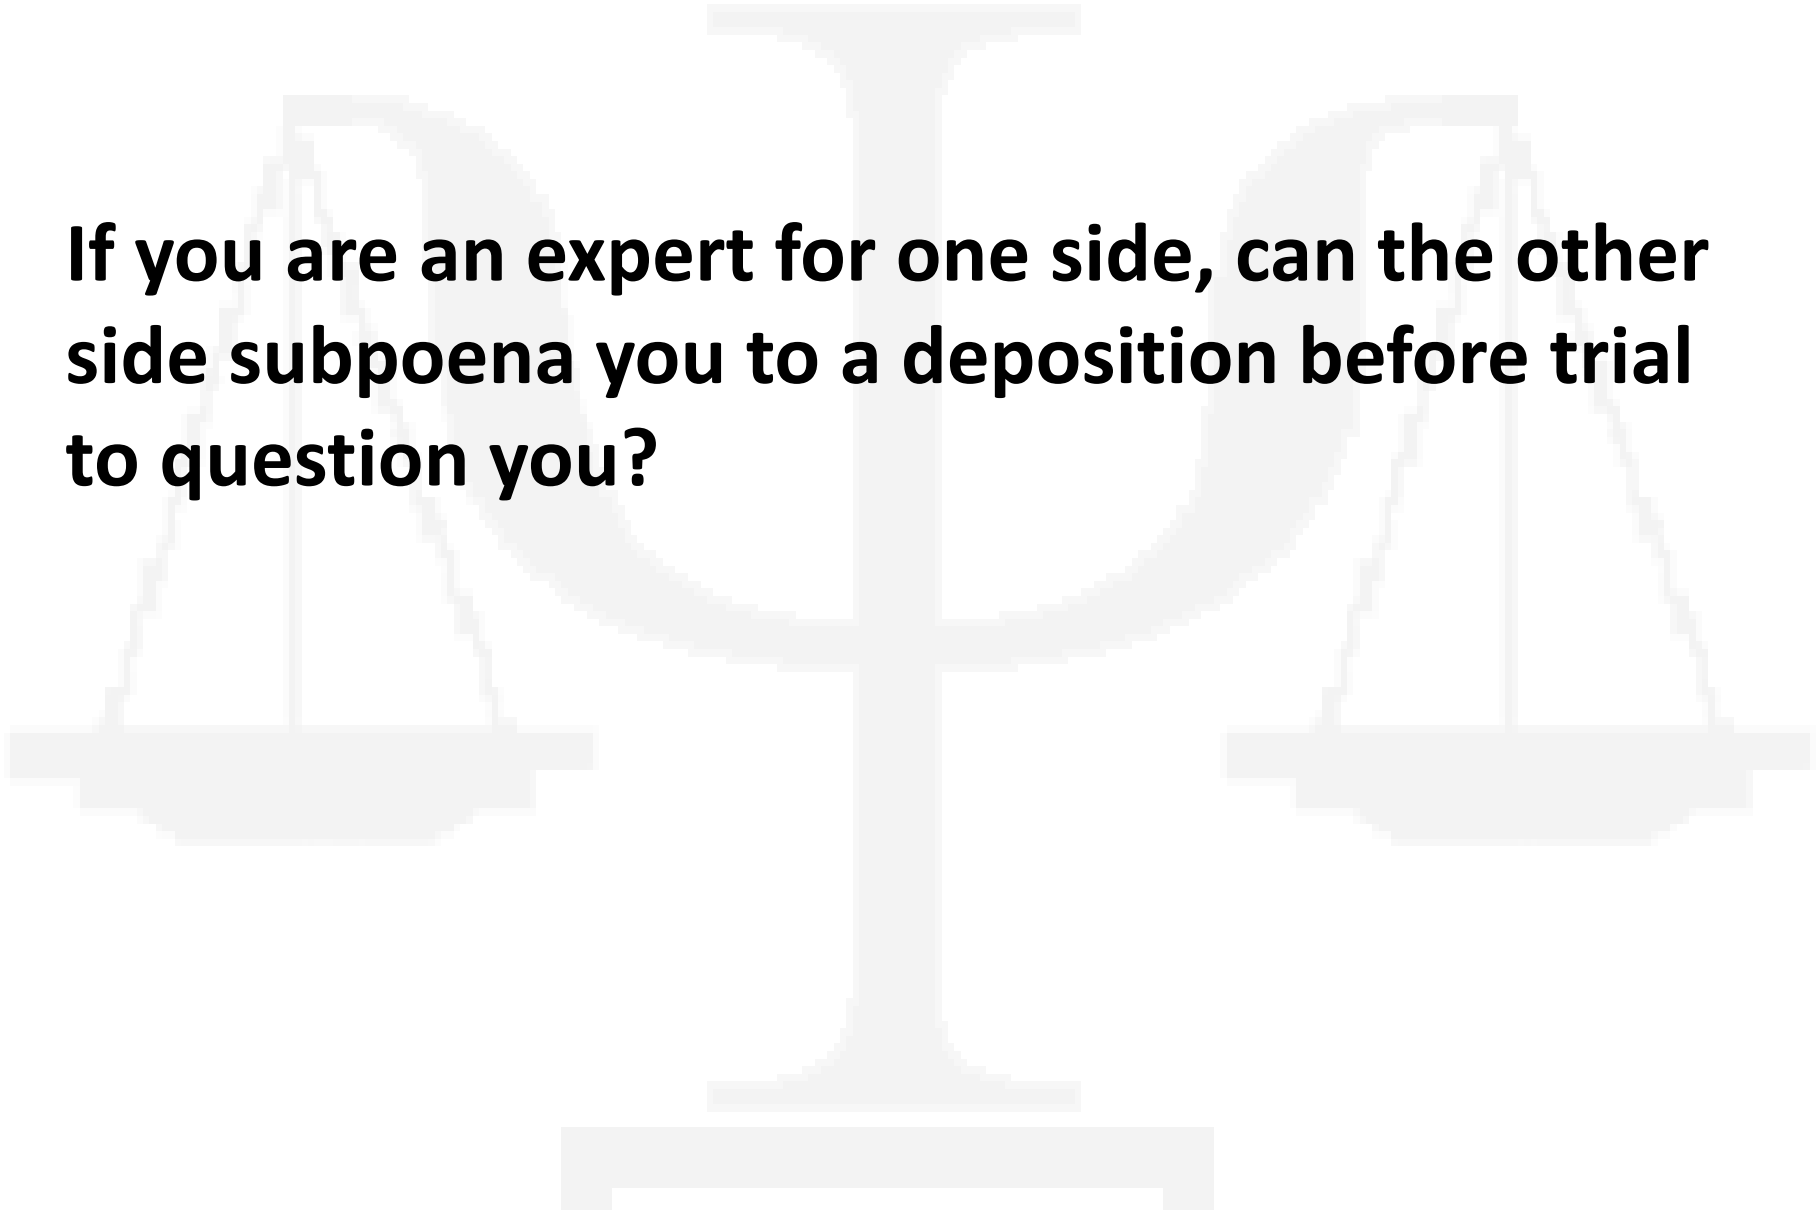 If you are an expert for one side, can the other
side subpoena you to a deposition before trial
to question you?